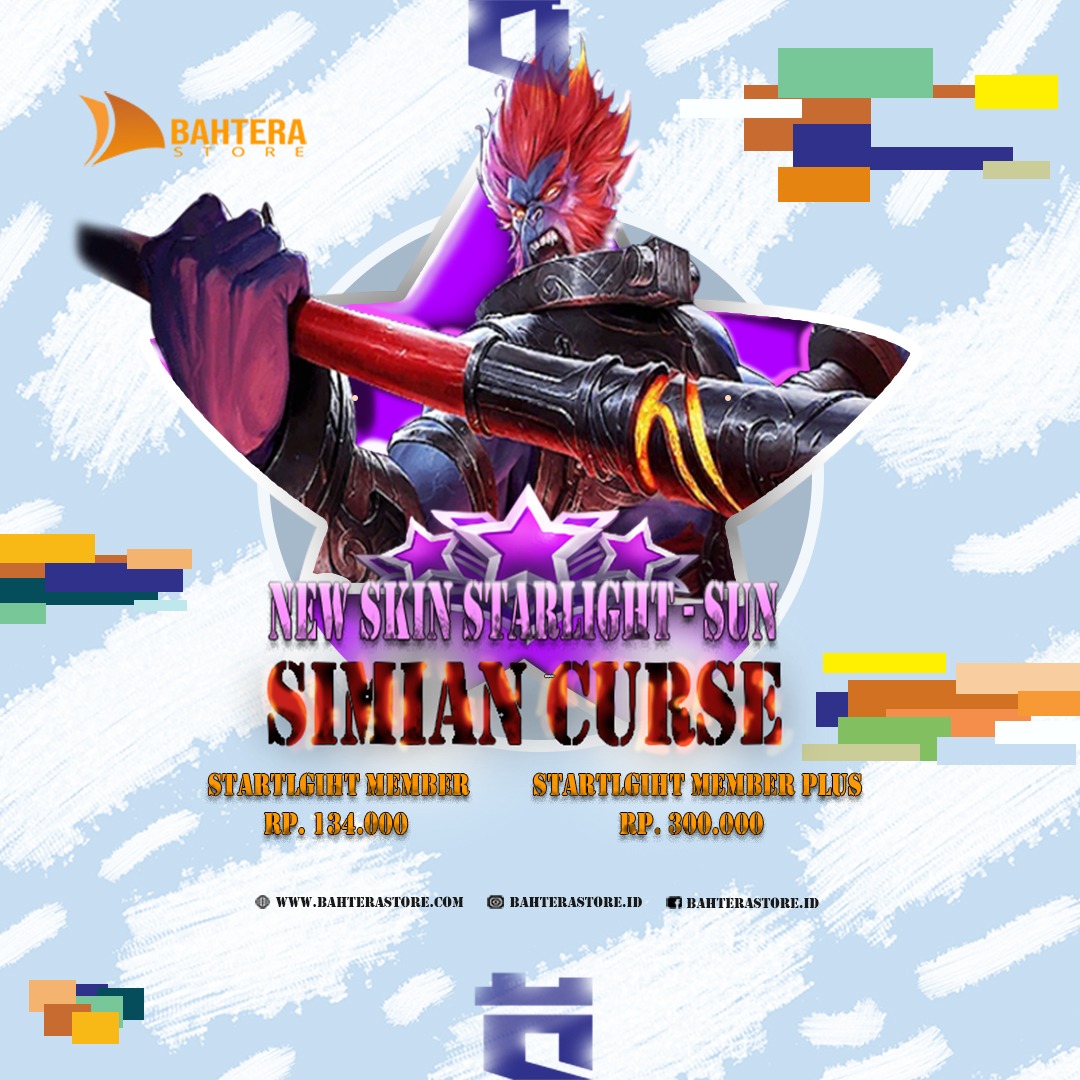 BAHTERA
STORE
NEW SKIN STARLIGHT - SUN
SIMIAN CURSE
STARTLGIHT MEMBER
RP. 134.000
STARTLGIHT MEMBER PLUS
RP. 300.000
WWW.BAHTERASTORE.COM
BAHTERASTORE.ID
BAHTERASTORE.ID